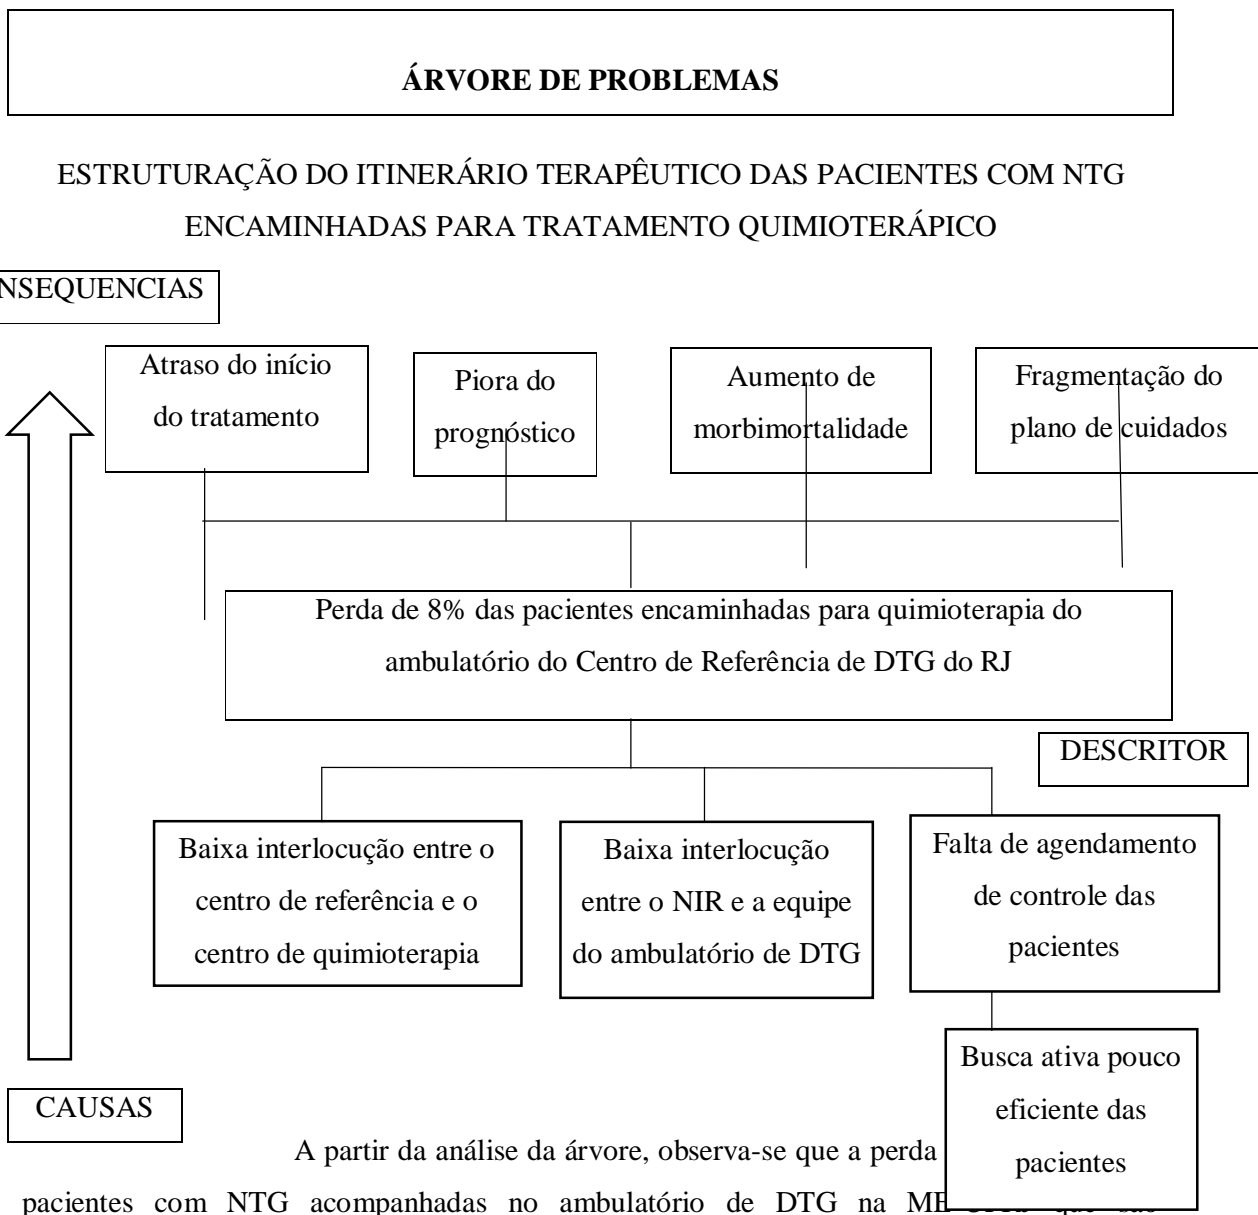 ÁRVORE DE PROBLEMAS
ESTRUTURAÇÃO DO ITINERÁRIO TERAPÊUTICO DAS PACIENTES COM NTG
ENCAMINHADAS PARA TRATAMENTO QUIMIOTERÁPICO
NSEQUENCIAS
Atraso do início
do tratamento
Piora do
prognóstico
Aumento de
morbimortalidade
Fragmentação do
plano de cuidados
Perda de 8% das pacientes encaminhadas para quimioterapia do
ambulatório do Centro de Referência de DTG do RJ
DESCRITOR
Baixa interlocução entre o
centro de referência e o
centro de quimioterapia
Baixa interlocução
entre o NIR e a equipe
do ambulatório de DTG
Falta de agendamento
de controle das
pacientes
Busca ativa pouco
eficiente das
pacientes
CAUSAS
A partir da análise da árvore, observa-se que a perda
pacientes com NTG acompanhadas no ambulatório de DTG na